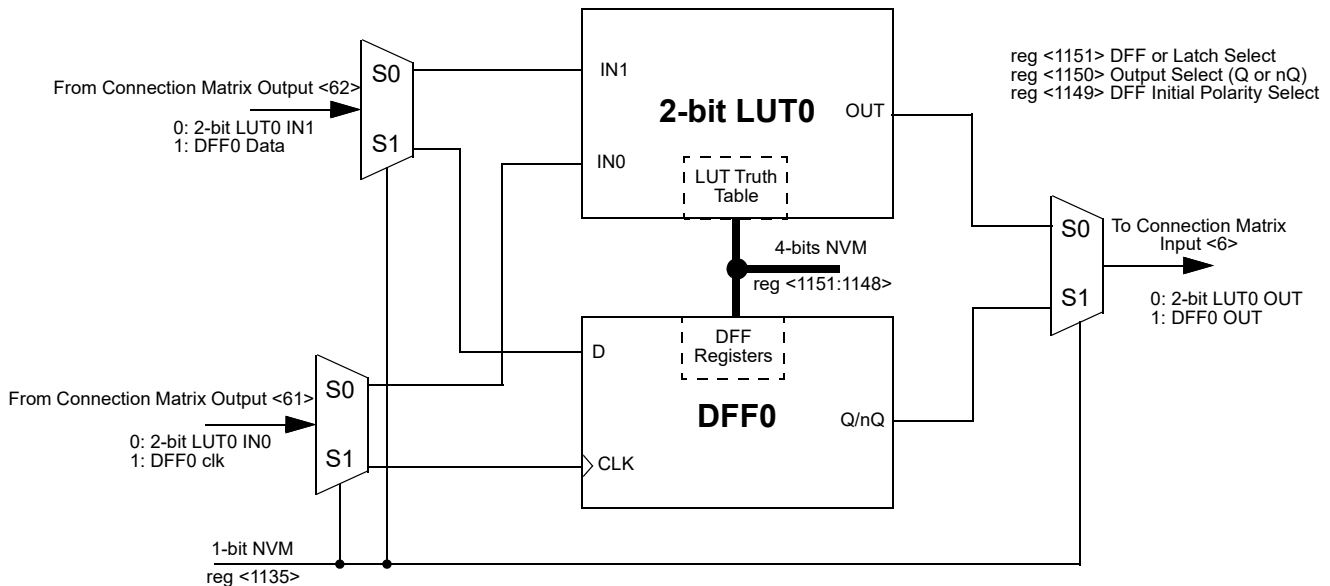 From Connection Matrix Output <62>
0: 2-bit LUT0 IN1
1: DFF0 Data
S0
S1
IN1
IN0
2-bit LUT0
OUT
LUT Truth
Table
reg <1151> DFF or Latch Select
reg <1150> Output Select (Q or nQ)
reg <1149> DFF Initial Polarity Select
4-bits NVM
reg <1151:1148>
S0
S1
To Connection Matrix
Input <6>
0: 2-bit LUT0 OUT
1: DFF0 OUT
From Connection Matrix Output <61>
0: 2-bit LUT0 IN0
1: DFF0 clk
S0
S1
D
CLK
DFF
Registers
DFF0
Q/nQ
1-bit NVM
reg <1135>